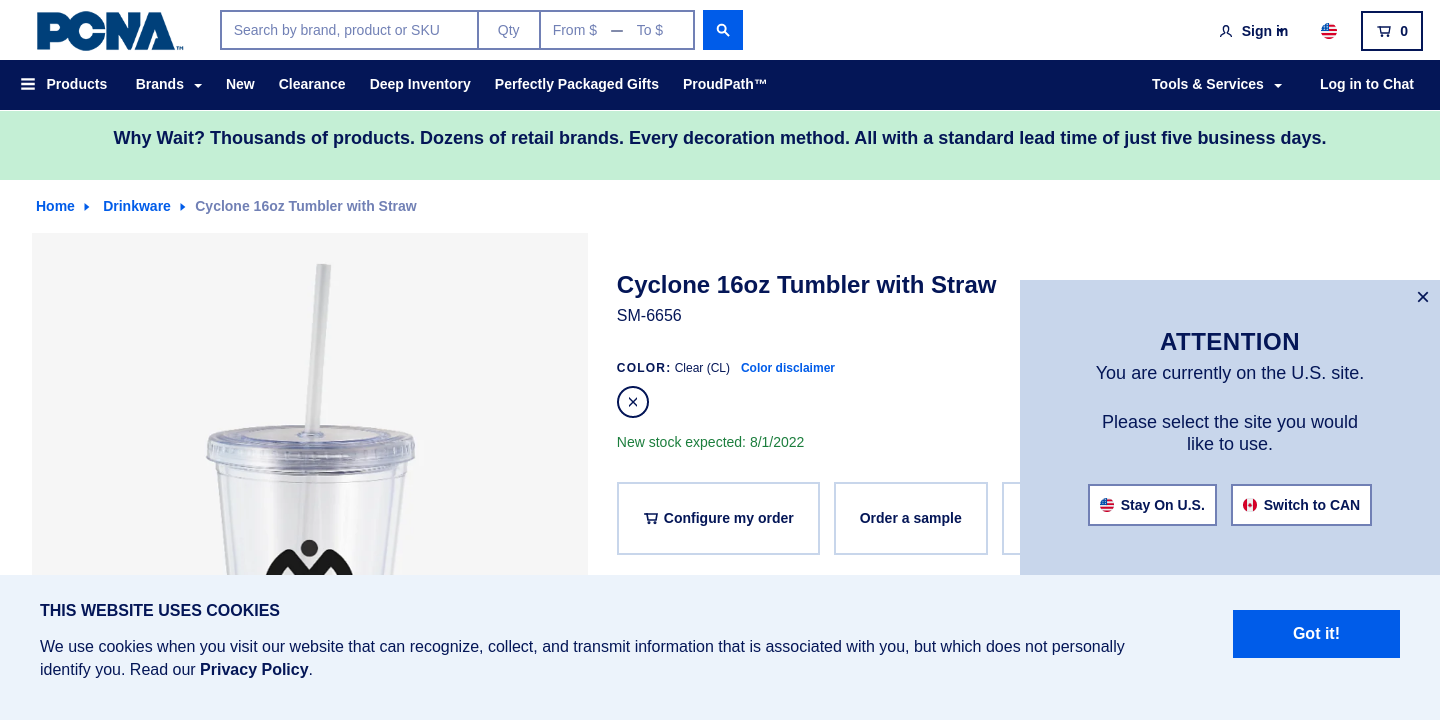 PCNA™
Search by brand, product or SKU Qty From $ — To $
Sign in 0
Products Brands New Clearance Deep Inventory Perfectly Packaged Gifts ProudPath™ Tools & Services Log in to Chat
Why Wait? Thousands of products. Dozens of retail brands. Every decoration method. All with a standard lead time of just five business days.
Home Drinkware Cyclone 16oz Tumbler with Straw
Cyclone 16oz Tumbler with Straw
SM-6656
COLOR: Clear (CL) Color disclaimer
New stock expected: 8/1/2022
Configure my order Order a sample
ATTENTION
You are currently on the U.S. site.
Please select the site you would
like to use.
Stay On U.S. Switch to CAN
THIS WEBSITE USES COOKIES
We use cookies when you visit our website that can recognize, collect, and transmit information that is associated with you, but which does not personally
identify you. Read our Privacy Policy.
Got it!